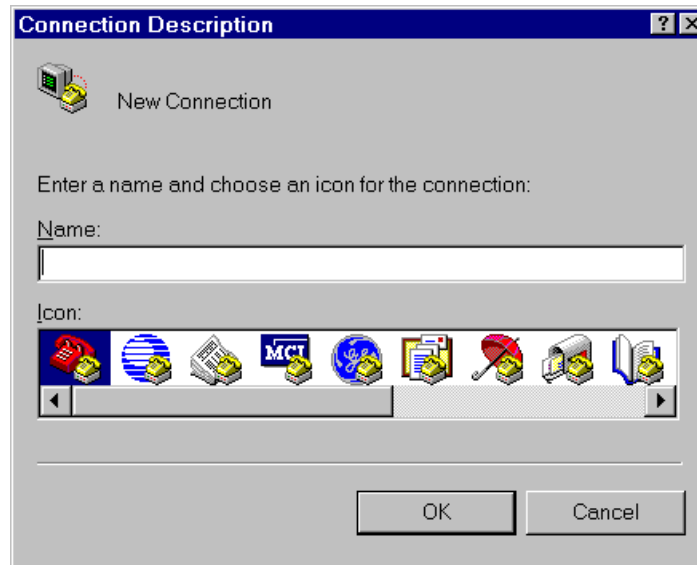 Connection Description
New Connection
Enter a name and choose an icon for the connection:
Name:
Icon:
MCI
OK
Cancel